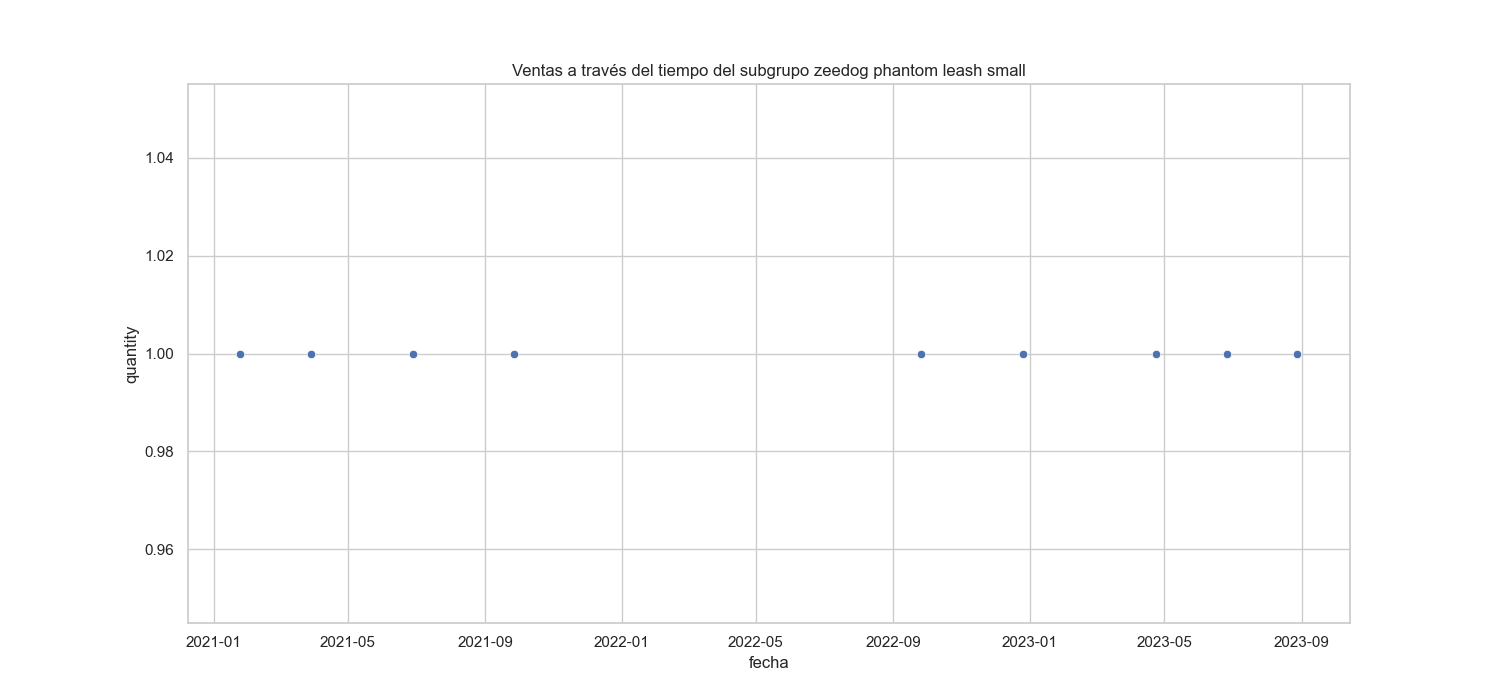 Ventas a través del tiempo del subgrupo zeedog phantom leash small
1.04
1.02
1.00
0.98
0.96
quantity
2021-01 2021-05 2021-09 2022-01 2022-05 2022-09 2023-01 2023-05 2023-09
fecha